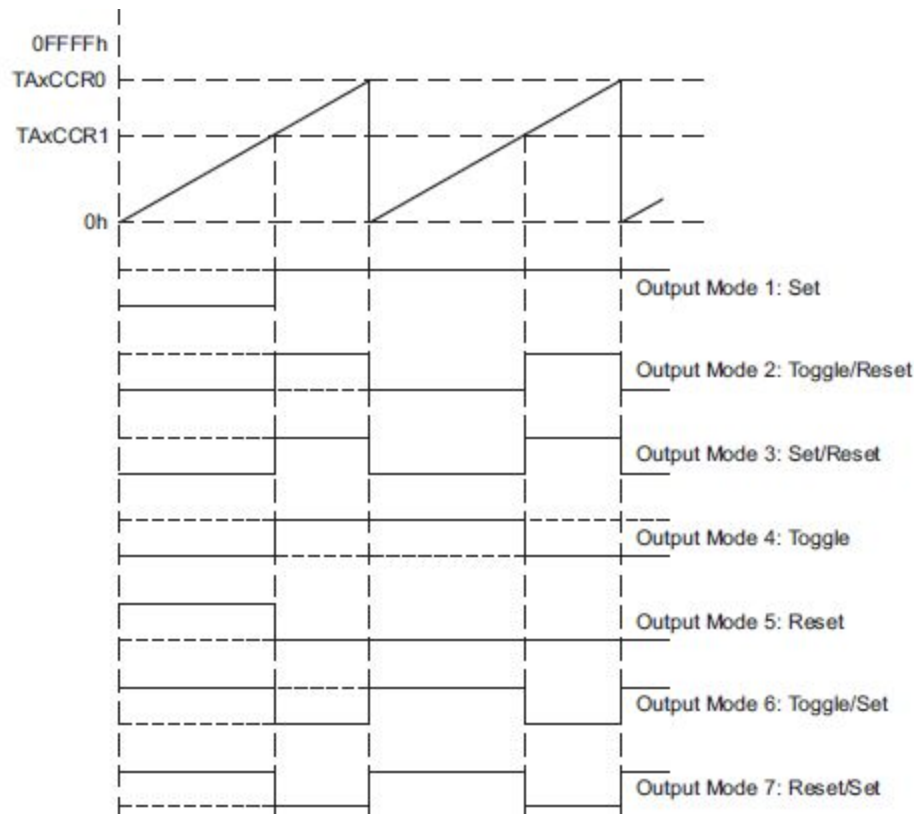 0FFFFh
TAxCCR0
TAxCCR1
0h
Output Mode 1: Set
Output Mode 2: Toggle/Reset
Output Mode 3: Set/Reset
Output Mode 4: Toggle
Output Mode 5: Reset
Output Mode 6: Toggle/Set
Output Mode 7: Reset/Set